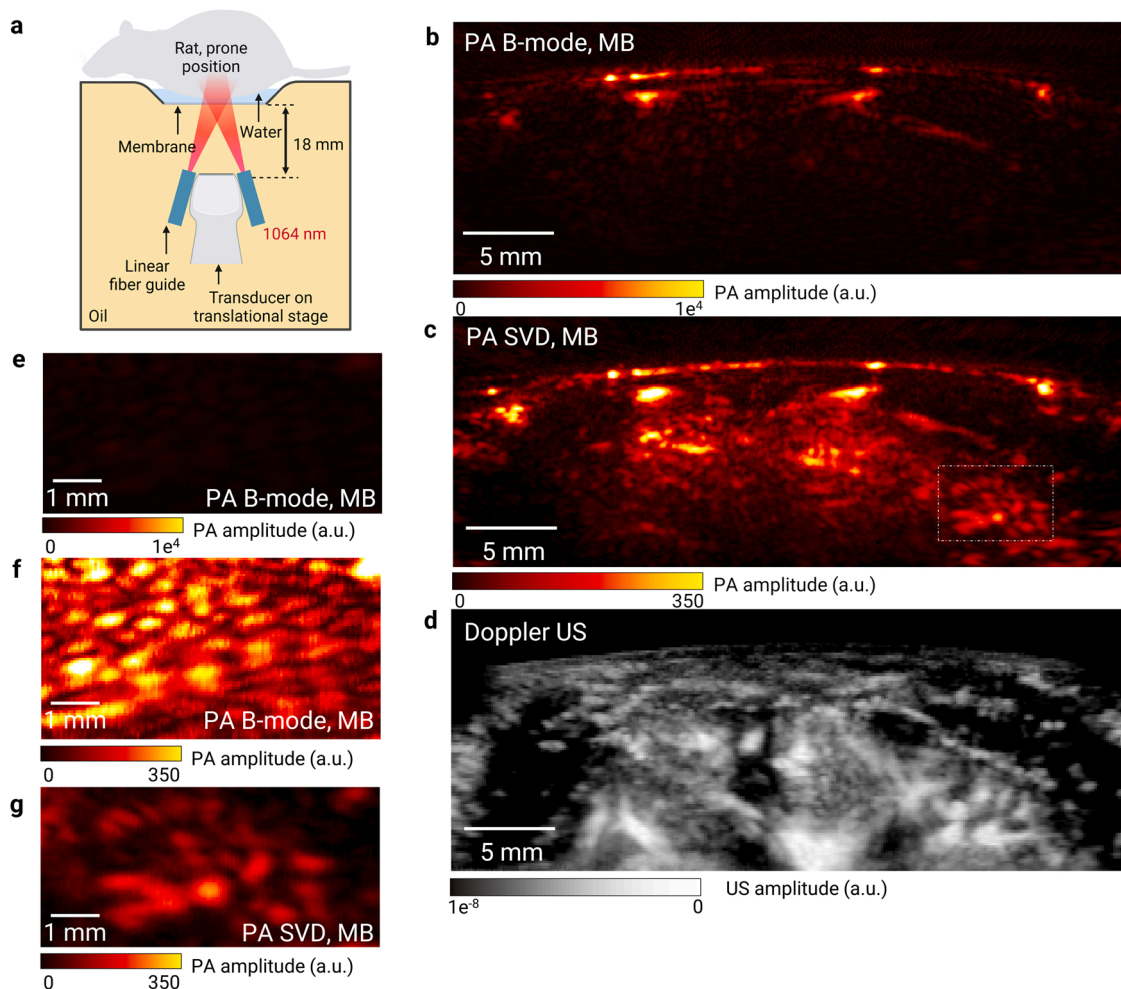 a
Rat, prone
position
Membrane
Water
18 mm
1064 nm
Linear
fiber guide
Transducer on
translational stage
Oil
b
PA B-mode, MB
5 mm
0
1e⁴
PA amplitude (a.u.)
c
PA SVD, MB
5 mm
0
350
PA amplitude (a.u.)
d
Doppler US
5 mm
1e⁻⁸
0
US amplitude (a.u.)
e
1 mm
PA B-mode, MB
0
1e⁴
PA amplitude (a.u.)
f
1 mm
PA B-mode, MB
0
350
PA amplitude (a.u.)
g
1 mm
PA SVD, MB
0
350
PA amplitude (a.u.)